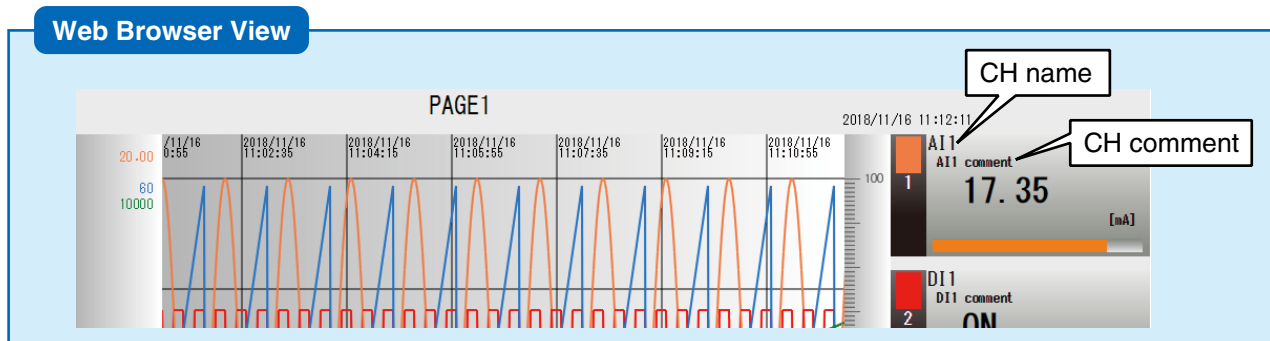 Web Browser View
CH name
PAGE1
2018/11/16 11:12:11
/11/16 2018/11/16 2018/11/16 2018/11/16 2018/11/16 2018/11/16 2018/11/16
0:55 11:02:35 11:04:15 11:05:55 11:07:35 11:09:15 11:10:55
20.00
60
10000
100
AI1
CH comment
AI1 comment
1
17.35
[mA]
DI1
DI1 comment
2
ON